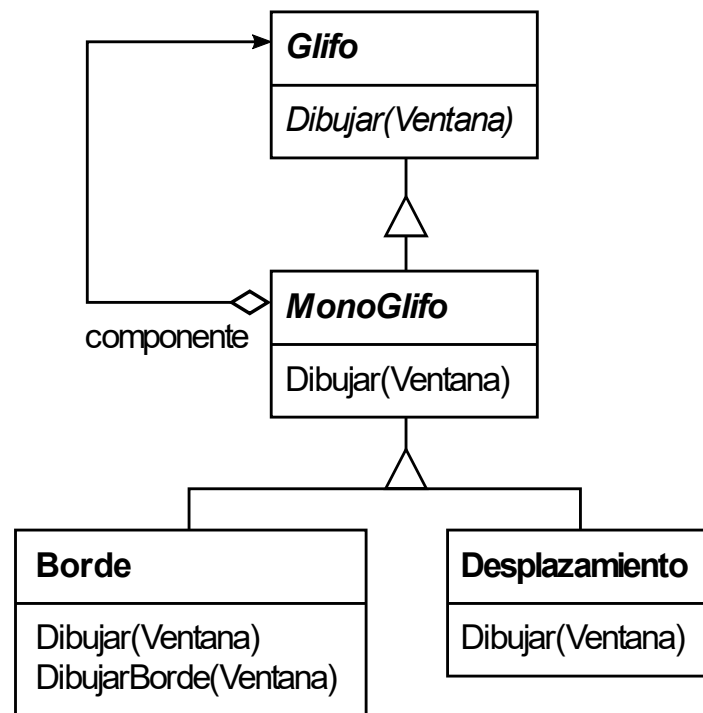 Glifo
Dibujar(Ventana)
MonoGlifo
componente
Dibujar(Ventana)
Borde
Dibujar(Ventana)
DibujarBorde(Ventana)
Desplazamiento
Dibujar(Ventana)